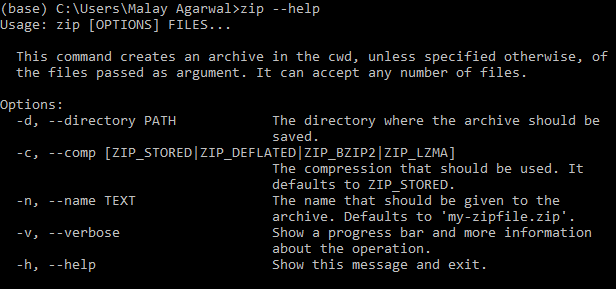 (base) C:\Users\Malay Agarwal>zip --help
Usage: zip [OPTIONS] FILES...
This command creates an archive in the cwd, unless specified otherwise, of
the files passed as argument. It can accept any number of files.
Options:
-d, --directory PATH The directory where the archive should be
saved.
-c, --comp [ZIP_STORED|ZIP_DEFLATED|ZIP_BZIP2|ZIP_LZMA]
The compression that should be used. It
defaults to ZIP_STORED.
-n, --name TEXT The name that should be given to the
archive. Defaults to 'my-zipfile.zip'.
-v, --verbose Show a progress bar and more information
about the operation.
-h, --help Show this message and exit.